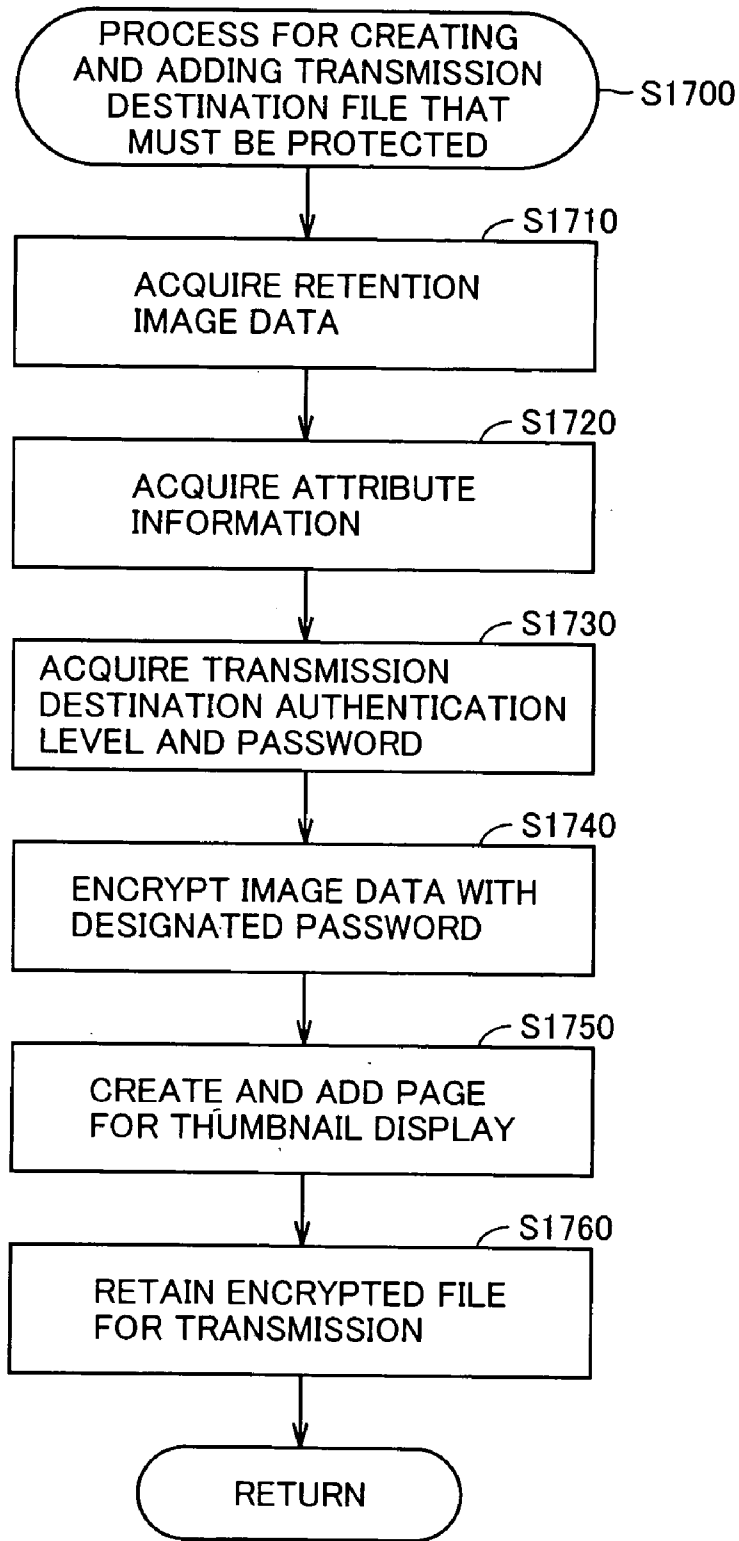 PROCESS FOR CREATING
AND ADDING TRANSMISSION
DESTINATION FILE THAT
MUST BE PROTECTED
S1700
S1710
ACQUIRE RETENTION
IMAGE DATA
S1720
ACQUIRE ATTRIBUTE
INFORMATION
S1730
ACQUIRE TRANSMISSION
DESTINATION AUTHENTICATION
LEVEL AND PASSWORD
S1740
ENCRYPT IMAGE DATA WITH
DESIGNATED PASSWORD
S1750
CREATE AND ADD PAGE
FOR THUMBNAIL DISPLAY
S1760
RETAIN ENCRYPTED FILE
FOR TRANSMISSION
RETURN